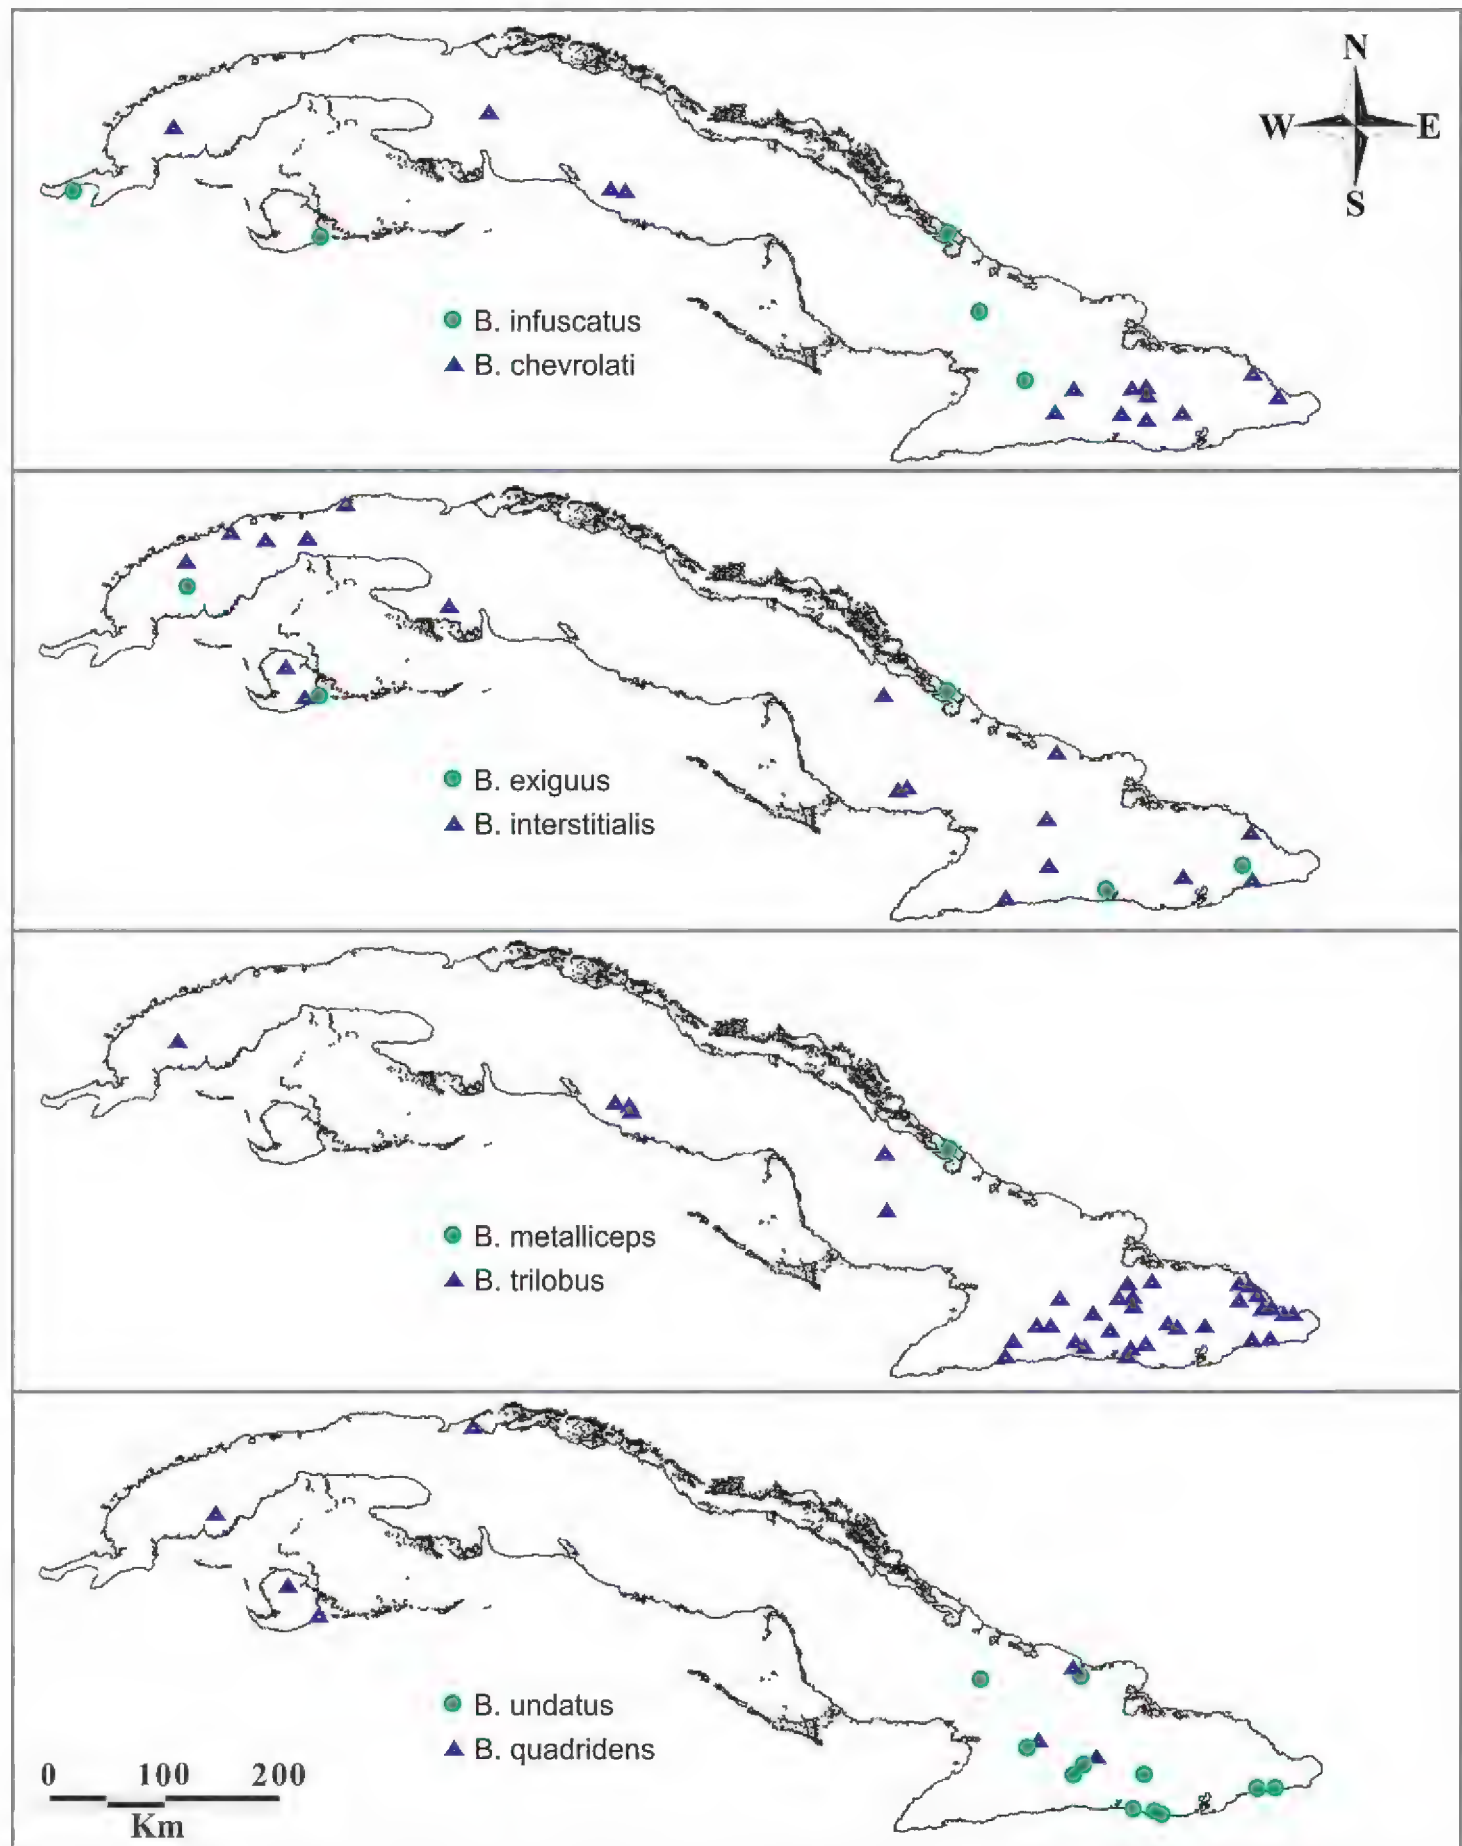 N
W E
S
B. infuscatus
B. chevrolati
B. exiguus
B. interstitialis
B. metalliceps
B. trilobus
B. undatus
B. quadridens
0 100 200
Km